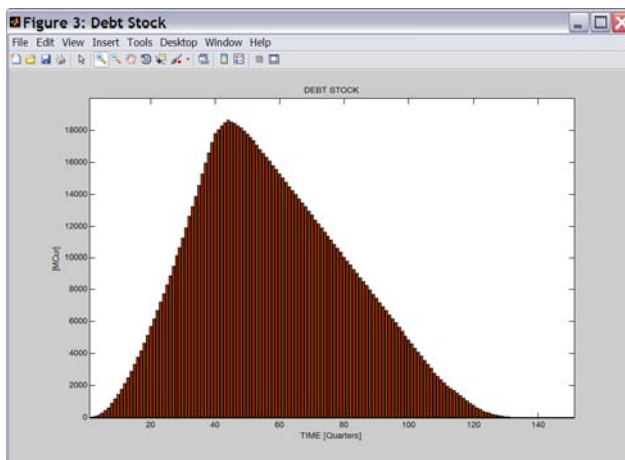 Figure 3: Debt Stock
File Edit View Insert Tools Desktop Window Help
DEBT STOCK
18000
16000
14000
12000
10000
8000
6000
4000
2000
0
[MCur]
20 40 60 80 100 120 140
TIME [Quarters]